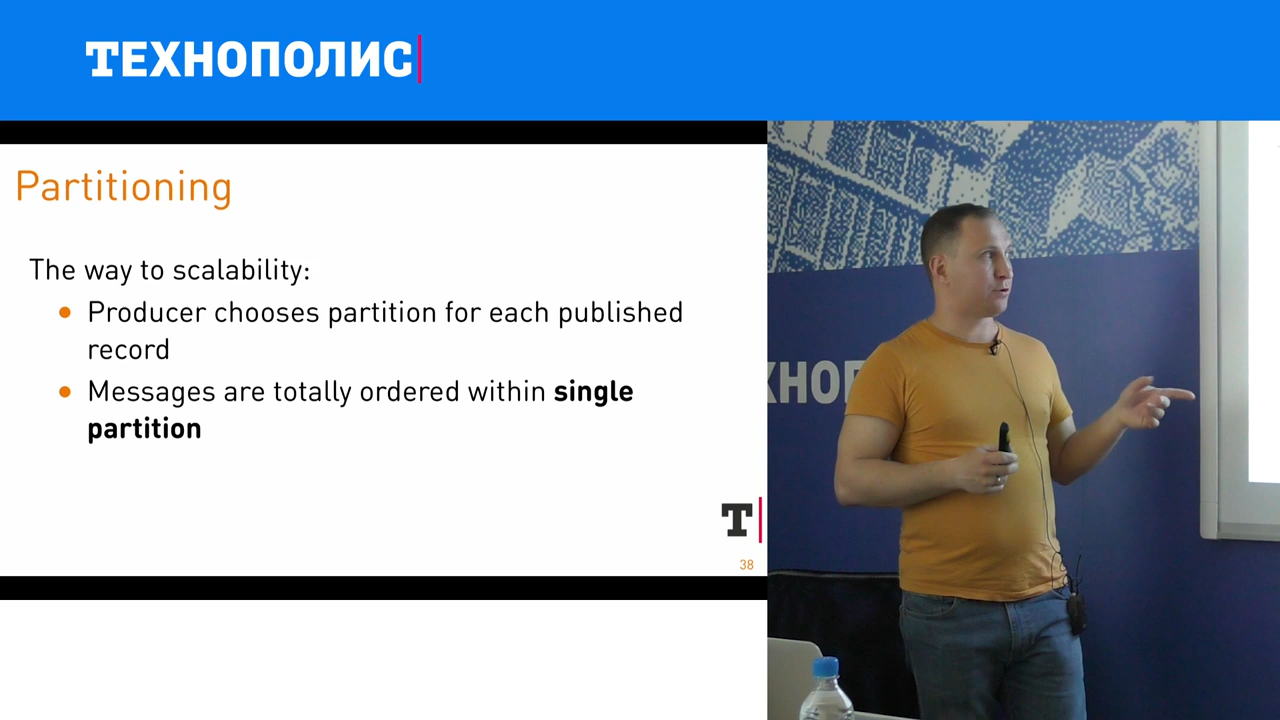 ТЕХНОПОЛИС
Partitioning
The way to scalability:
Producer chooses partition for each published
record
Messages are totally ordered within single
partition
Т
38
ХНОП